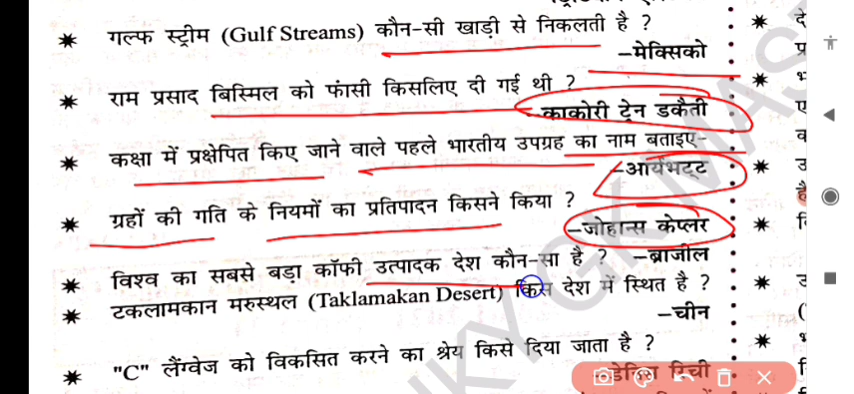 * गल्फ स्ट्रीम (Gulf Streams) कौन-सी खाड़ी से निकलती है ?
–मेक्सिको
* राम प्रसाद बिस्मिल को फांसी किसलिए दी गई थी ?
–काकोरी ट्रेन डकैती
* कक्षा में प्रक्षेपित किए जाने वाले पहले भारतीय उपग्रह का नाम बताइए-
–आर्यभट्ट
* ग्रहों की गति के नियमों का प्रतिपादन किसने किया ?
–जोहान्स केप्लर
* विश्व का सबसे बड़ा कॉफी उत्पादक देश कौन-सा है ? –ब्राजील
* टकलामकान मरुस्थल (Taklamakan Desert) किस देश में स्थित है ?
–चीन
* "C" लैंग्वेज को विकसित करने का श्रेय किसे दिया जाता है ?
–डेनिस रिची